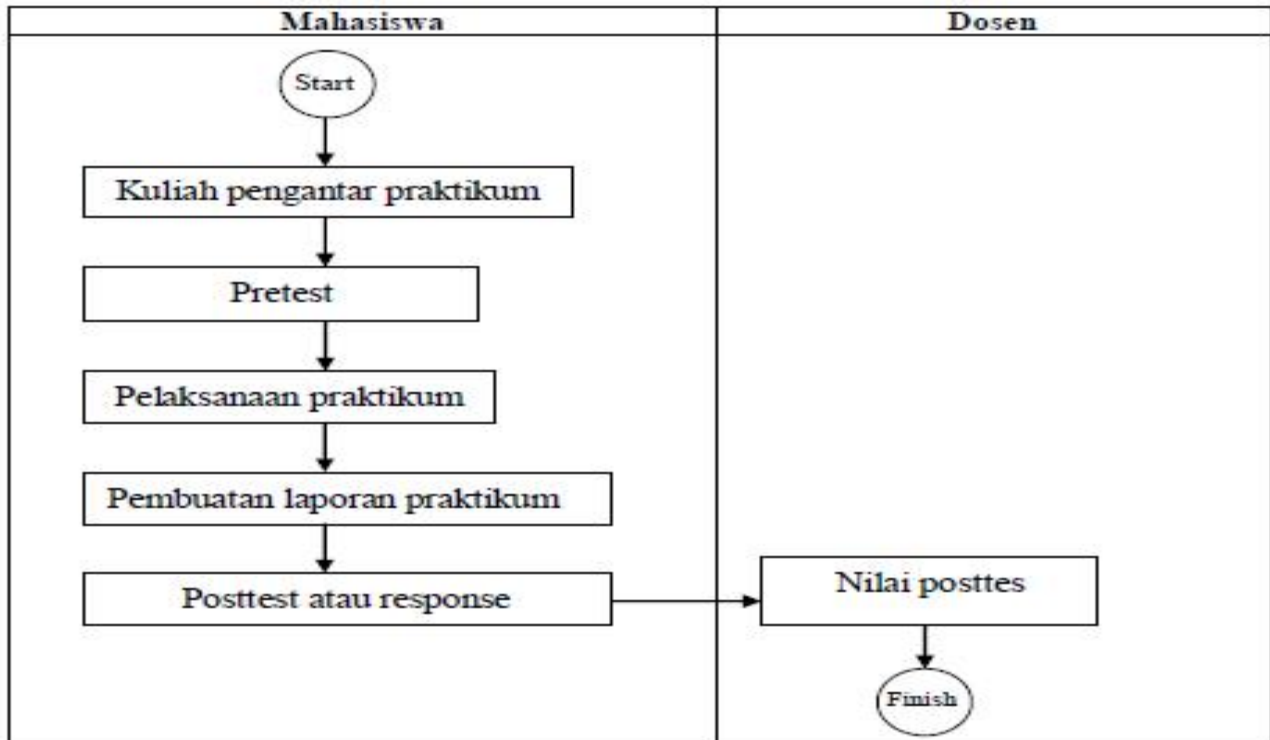 Mahasiswa
Dosen
Start
Kuliah pengantar praktikum
Pretest
Pelaksanaan praktikum
Pembuatan laporan praktikum
Posttest atau response
Nilai posttes
Finish